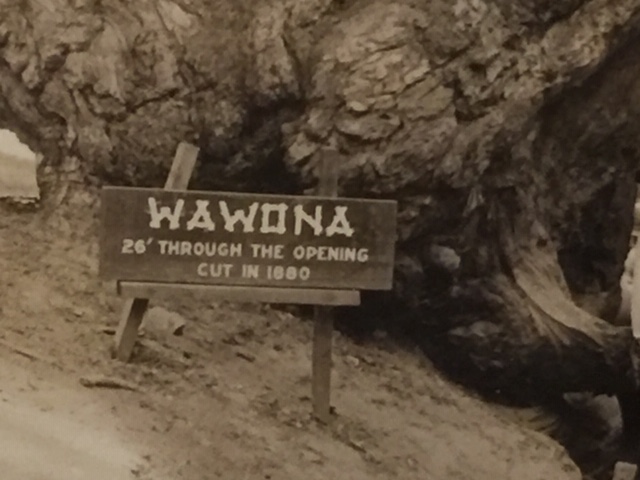 WAWONA
26' THROUGH THE OPENING
CUT IN 1880